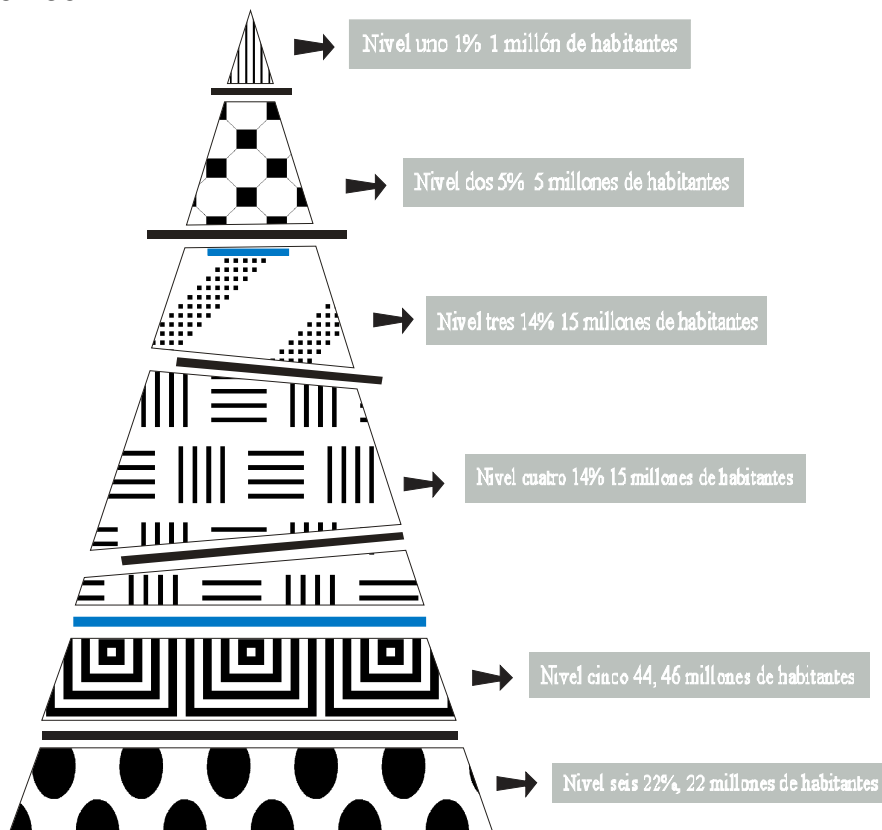 Nivel uno 1% 1 millón de habitantes
Nivel dos 5% 5 millones de habitantes
Nivel tres 14% 15 millones de habitantes
Nivel cuatro 14% 15 millones de habitantes
Nivel cinco 44, 46 millones de habitantes
Nivel seis 22%, 22 millones de habitantes